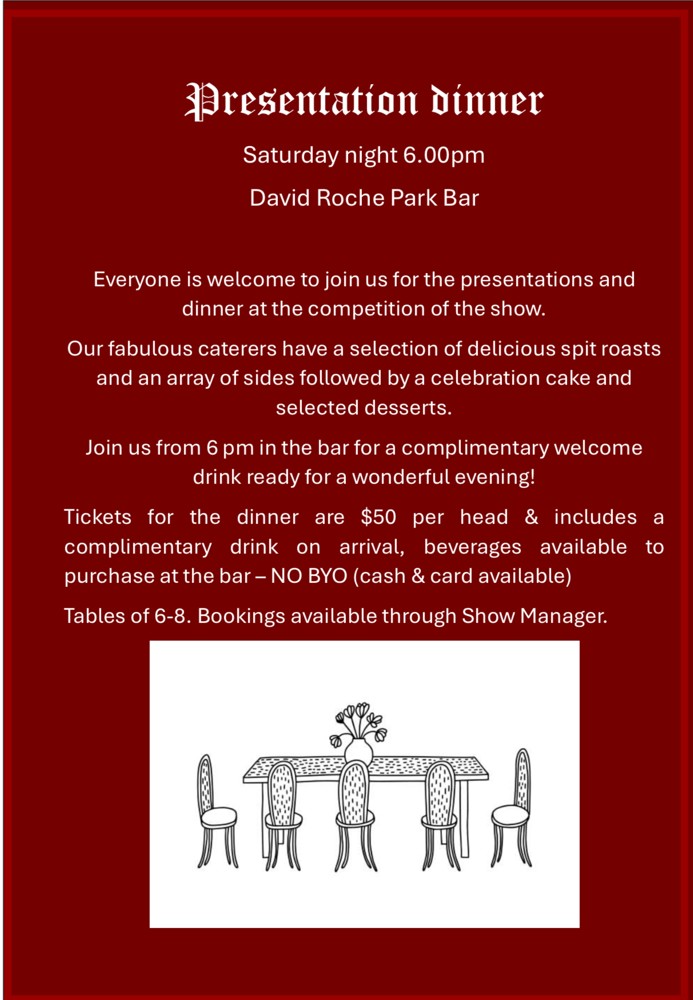 Presentation dinner
Saturday night 6.00pm
David Roche Park Bar
Everyone is welcome to join us for the presentations and
dinner at the competition of the show.
Our fabulous caterers have a selection of delicious spit roasts
and an array of sides followed by a celebration cake and
selected desserts.
Join us from 6 pm in the bar for a complimentary welcome
drink ready for a wonderful evening!
Tickets for the dinner are $50 per head & includes a
complimentary drink on arrival, beverages available to
purchase at the bar – NO BYO (cash & card available)
Tables of 6-8. Bookings available through Show Manager.